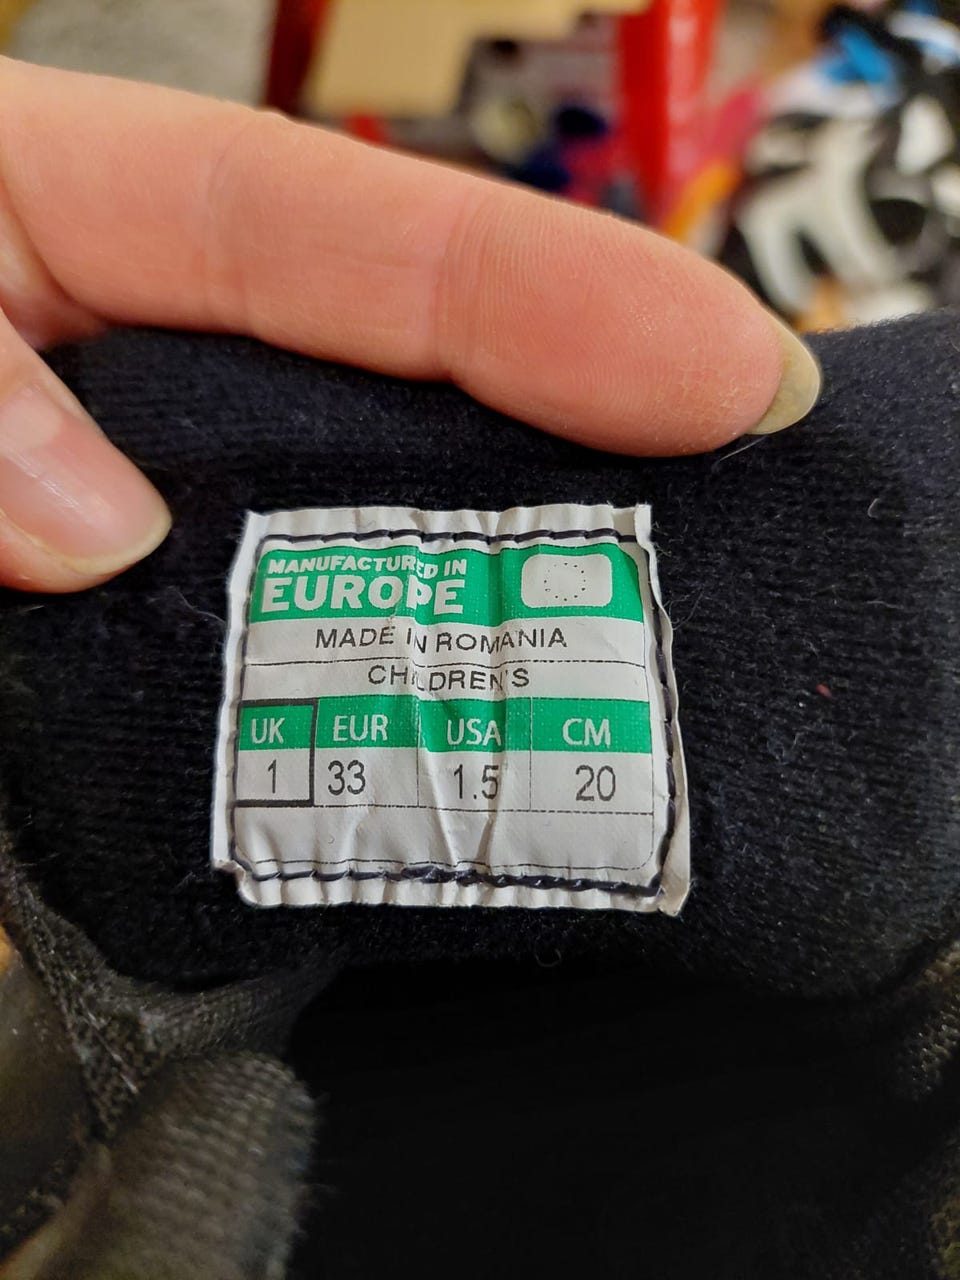 MANUFACTURED IN
EUROPE
MADE IN ROMANIA
CHILDREN'S
UK EUR USA CM
1 33 1.5 20